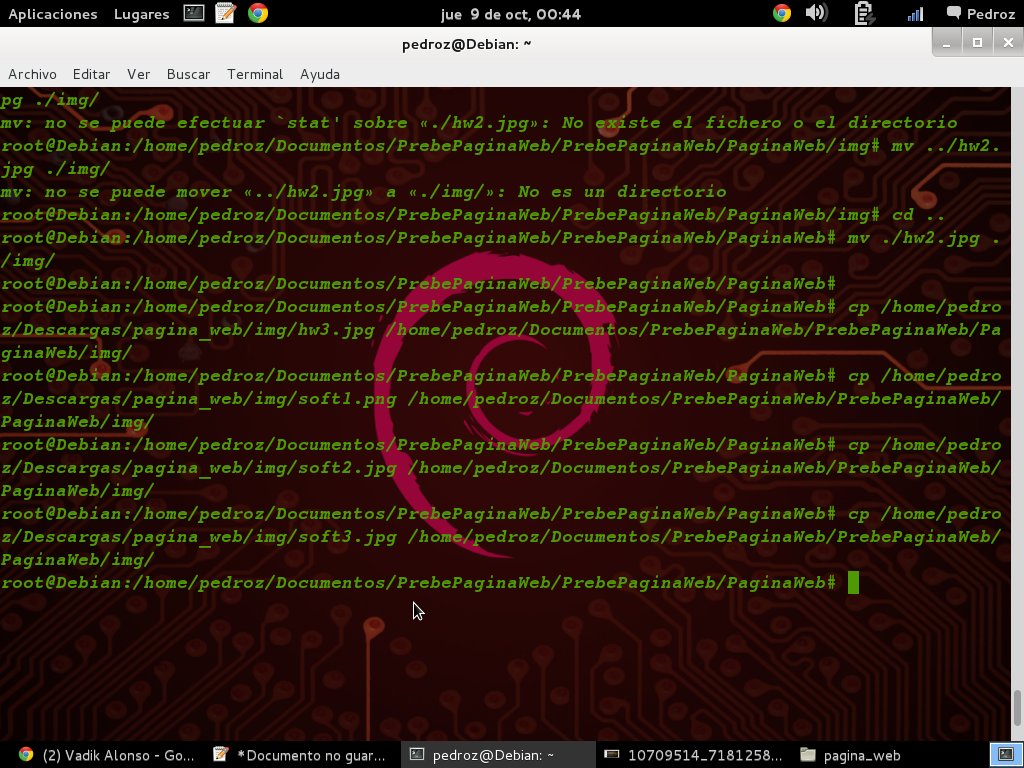 Aplicaciones Lugares jue 9 de oct, 00:44 Pedroz
pedroz@Debian: ~
Archivo Editar Ver Buscar Terminal Ayuda
pg ./img/
mv: no se puede efectuar `stat' sobre «./hw2.jpg»: No existe el fichero o el directorio
root@Debian:/home/pedroz/Documentos/PrebePaginaWeb/PrebePaginaWeb/PaginaWeb/img# mv ../hw2.
jpg ./img/
mv: no se puede mover «../hw2.jpg» a «./img/»: No es un directorio
root@Debian:/home/pedroz/Documentos/PrebePaginaWeb/PrebePaginaWeb/PaginaWeb/img# cd ..
root@Debian:/home/pedroz/Documentos/PrebePaginaWeb/PrebePaginaWeb/PaginaWeb# mv ./hw2.jpg .
/img/
root@Debian:/home/pedroz/Documentos/PrebePaginaWeb/PrebePaginaWeb/PaginaWeb#
root@Debian:/home/pedroz/Documentos/PrebePaginaWeb/PrebePaginaWeb/PaginaWeb# cp /home/pedro
z/Descargas/pagina_web/img/hw3.jpg /home/pedroz/Documentos/PrebePaginaWeb/PrebePaginaWeb/Pa
ginaWeb/img/
root@Debian:/home/pedroz/Documentos/PrebePaginaWeb/PrebePaginaWeb/PaginaWeb# cp /home/pedro
z/Descargas/pagina_web/img/soft1.png /home/pedroz/Documentos/PrebePaginaWeb/PrebePaginaWeb/
PaginaWeb/img/
root@Debian:/home/pedroz/Documentos/PrebePaginaWeb/PrebePaginaWeb/PaginaWeb# cp /home/pedro
z/Descargas/pagina_web/img/soft2.jpg /home/pedroz/Documentos/PrebePaginaWeb/PrebePaginaWeb/
PaginaWeb/img/
root@Debian:/home/pedroz/Documentos/PrebePaginaWeb/PrebePaginaWeb/PaginaWeb# cp /home/pedro
z/Descargas/pagina_web/img/soft3.jpg /home/pedroz/Documentos/PrebePaginaWeb/PrebePaginaWeb/
PaginaWeb/img/
root@Debian:/home/pedroz/Documentos/PrebePaginaWeb/PrebePaginaWeb/PaginaWeb#
(2) Vadik Alonso - Go... *Documento no guar... pedroz@Debian: ~ 10709514_7181258... pagina_web